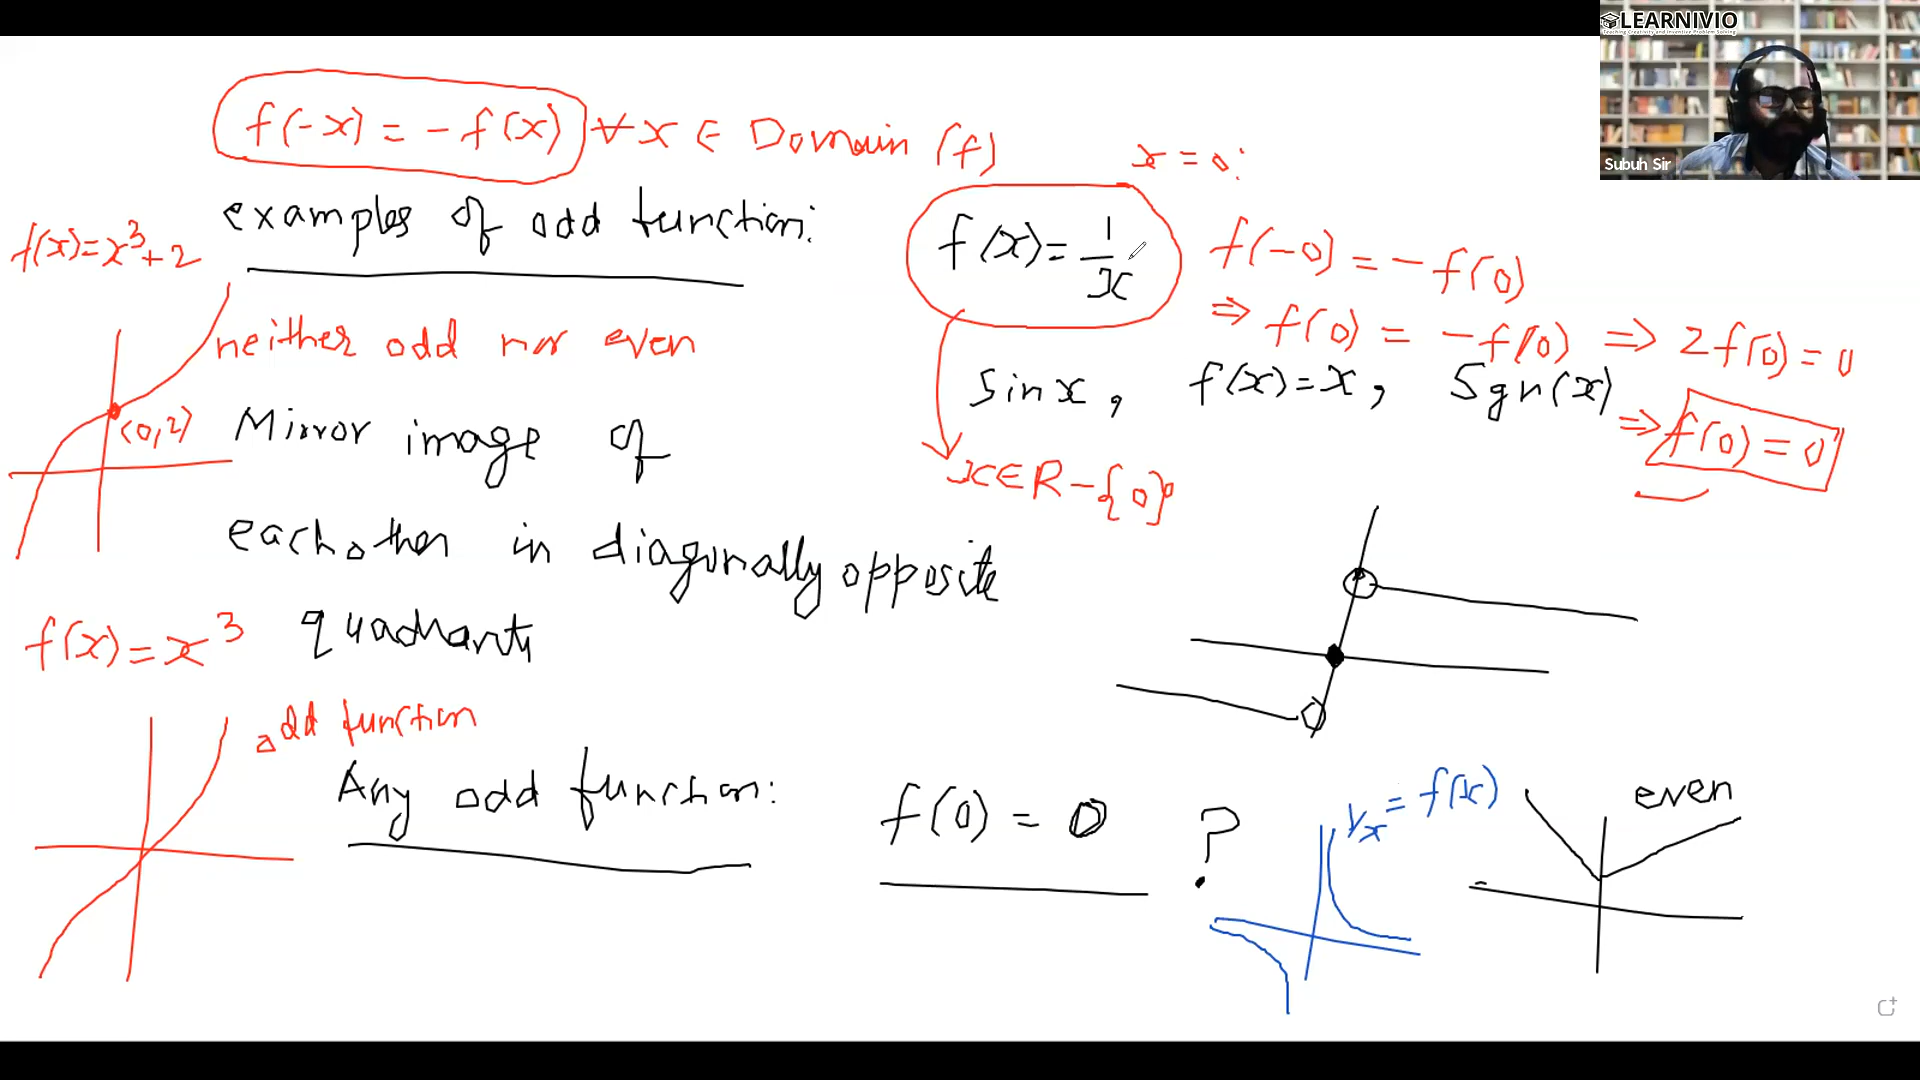 LEARNIVIO
Subuh Sir
f(-x) = -f(x) ∀ x ∈ Domain (f)
x = 0:
examples of odd function:
f(x) = 1/x
f(-0) = -f(0)
f(x) = x³ + 2
⇒ f(0) = -f(0) ⇒ 2f(0) = 0
neither odd nor even
Sin x, f(x) = x, Sgn(x)
⇒ f(0) = 0
(0,2)
Mirror image of
x ∈ R - {0}
eachother in diagonally opposite
f(x) = x³
quadrants
odd function
Any odd function: f(0) = 0 ?
1/x = f(x)
even